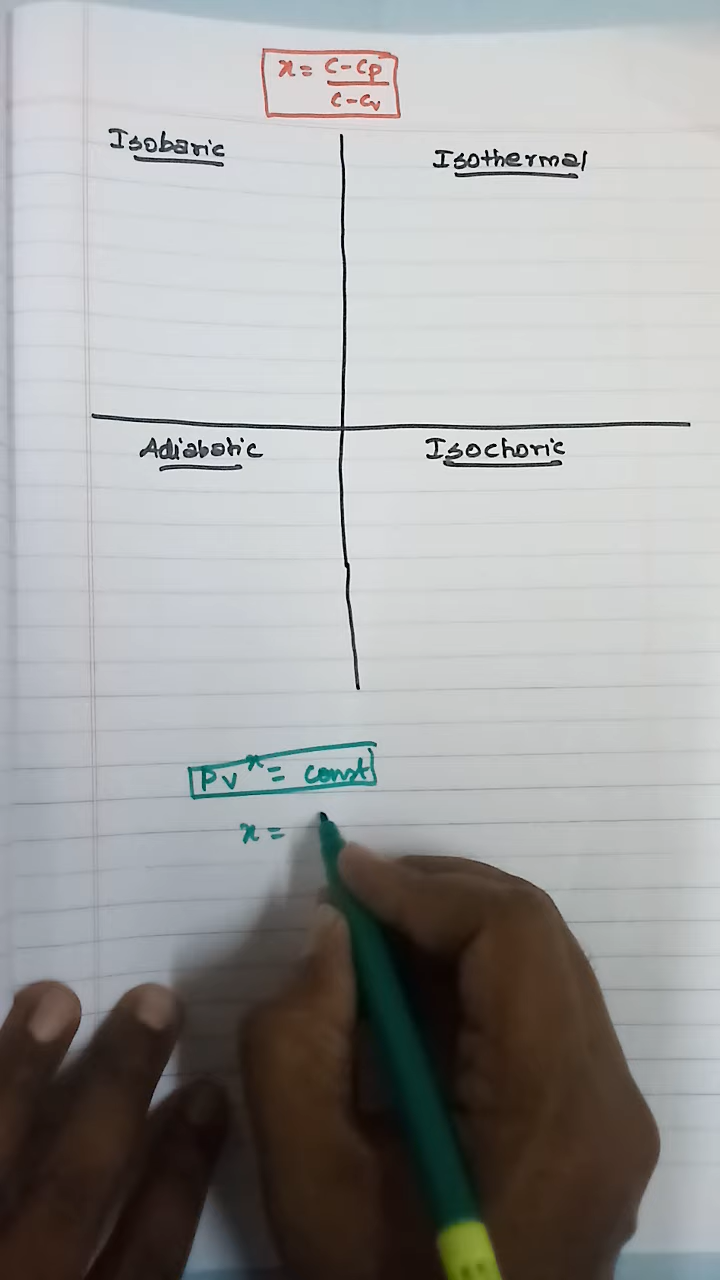 x = C - Cp / C - Cv
Isobaric
Isothermal
Adiabatic
Isochoric
PV^x = const
x =